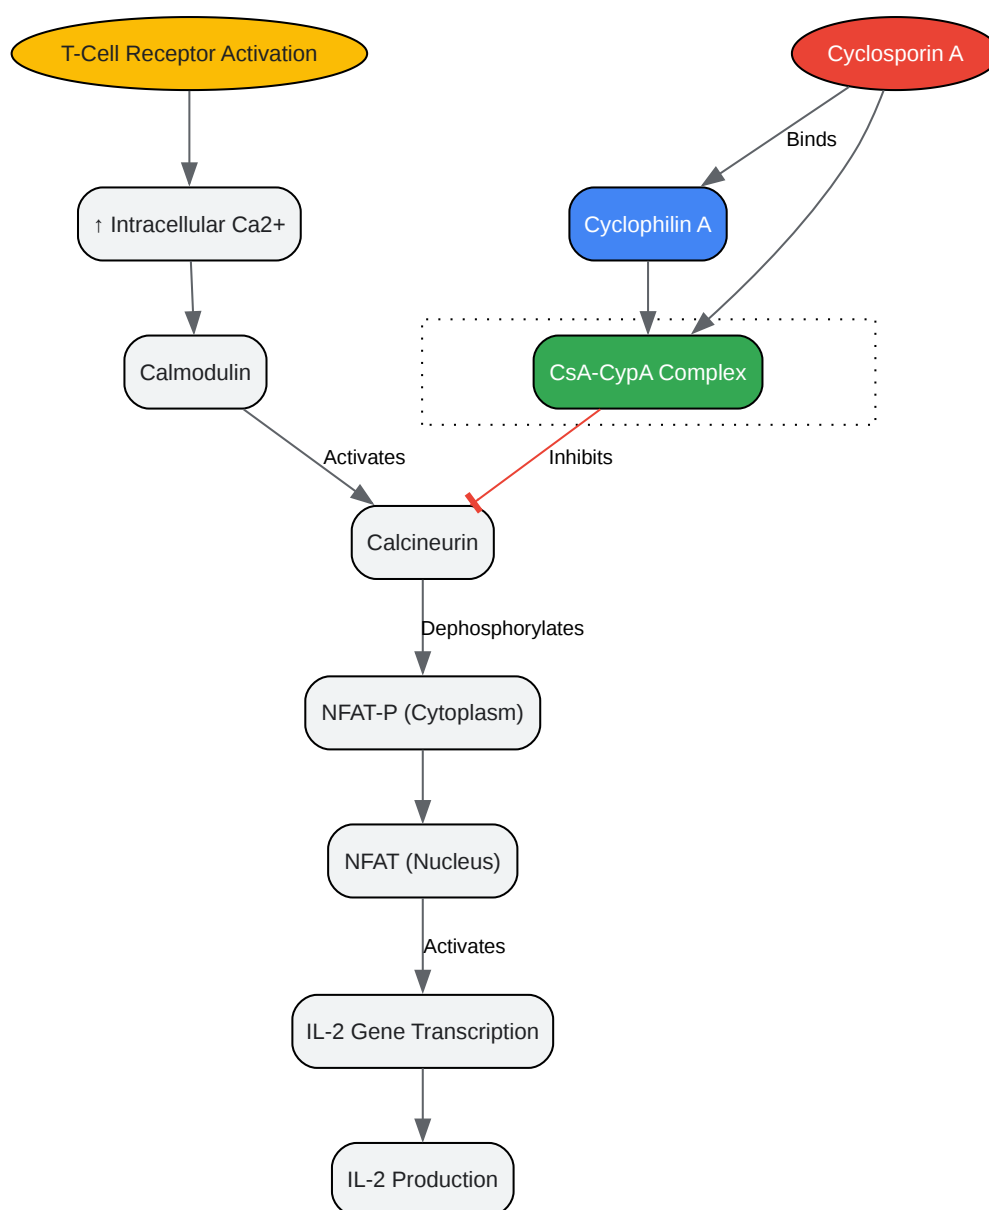 T-Cell Receptor Activation
Cyclosporin A
Binds
↑ Intracellular Ca2+
Cyclophilin A
Calmodulin
CsA-CypA Complex
Activates
Inhibits
Calcineurin
Dephosphorylates
NFAT-P (Cytoplasm)
NFAT (Nucleus)
Activates
IL-2 Gene Transcription
IL-2 Production